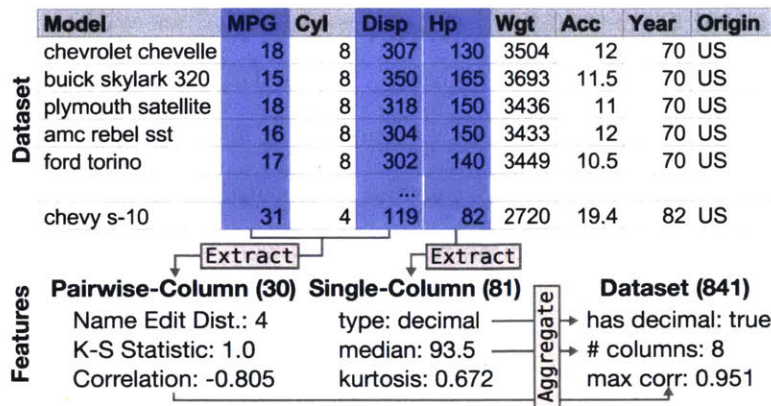 Model MPG Cyl Disp Hp Wgt Acc Year Origin
chevrolet chevelle 18 8 307 130 3504 12 70 US
buick skylark 320 15 8 350 165 3693 11.5 70 US
plymouth satellite 18 8 318 150 3436 11 70 US
amc rebel sst 16 8 304 150 3433 12 70 US
ford torino 17 8 302 140 3449 10.5 70 US
...
chevy s-10 31 4 119 82 2720 19.4 82 US
Dataset
Extract Extract
Features
Pairwise-Column (30) Single-Column (81) Dataset (841)
Name Edit Dist.: 4 type: decimal has decimal: true
K-S Statistic: 1.0 median: 93.5 # columns: 8
Correlation: -0.805 kurtosis: 0.672 max corr: 0.951
Aggregate